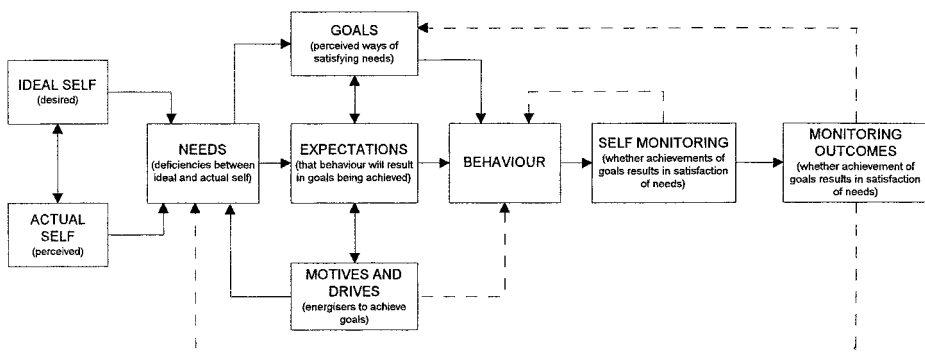 GOALS
(perceived ways of
satisfying needs)
IDEAL SELF
(desired)
NEEDS
(deficiencies between
ideal and actual self)
EXPECTATIONS
(that behaviour will result
in goals being achieved)
BEHAVIOUR
SELF MONITORING
(whether achievements of
goals results in satisfaction
of needs)
MONITORING
OUTCOMES
(whether achievement of
goals results in satisfaction
of needs)
ACTUAL
SELF
(perceived)
MOTIVES AND
DRIVES
(energisers to achieve
goals)